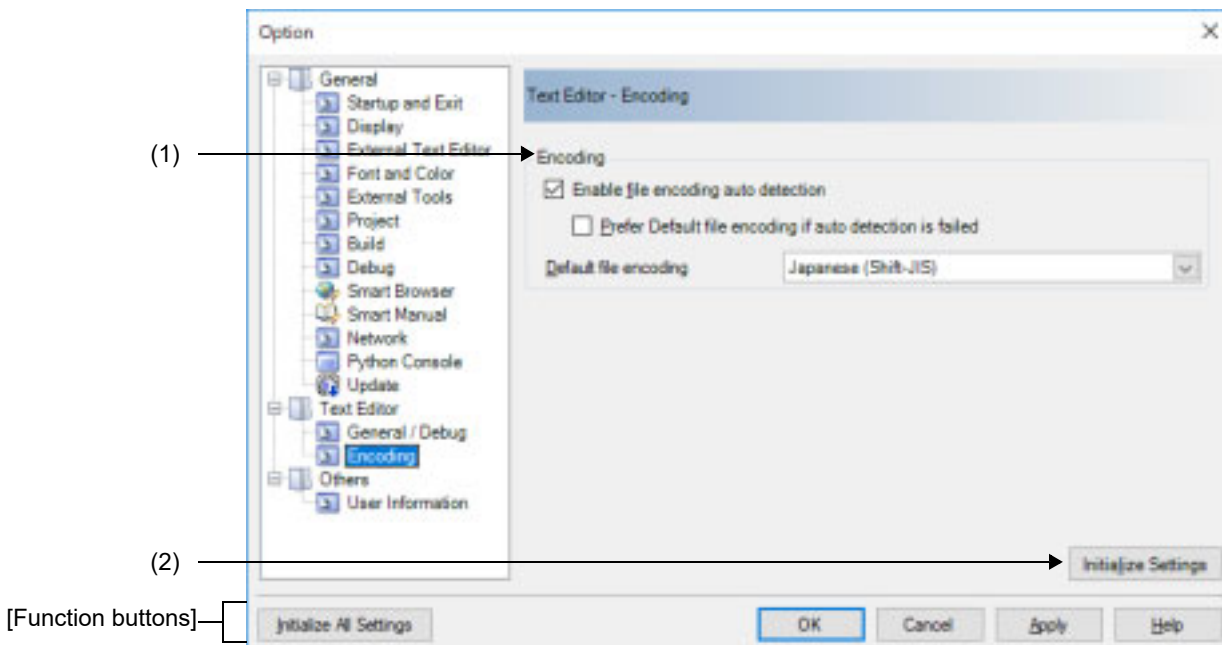 Option
General
Startup and Exit
Display
External Text Editor
Font and Color
External Tools
Project
Build
Debug
Smart Browser
Smart Manual
Network
Python Console
Update
Text Editor
General / Debug
Encoding
Others
User Information
Text Editor - Encoding
(1)
Encoding
Enable file encoding auto detection
Prefer Default file encoding if auto detection is failed
Default file encoding Japanese (Shift-JIS)
(2)
Initialize Settings
[Function buttons]
Initialize All Settings OK Cancel Apply Help